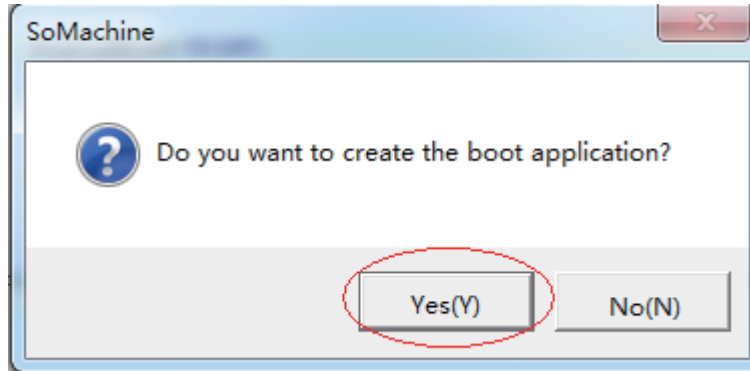 SoMachine
Do you want to create the boot application?
Yes(Y)
No(N)